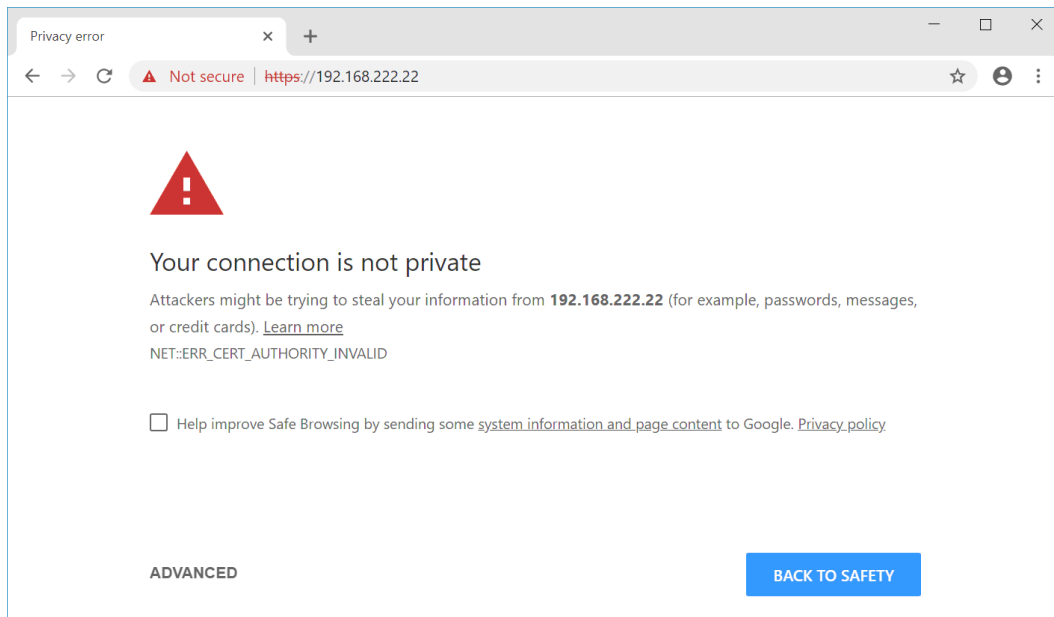 Privacy error
Not secure | https://192.168.222.22
Your connection is not private
Attackers might be trying to steal your information from 192.168.222.22 (for example, passwords, messages,
or credit cards). Learn more
NET::ERR_CERT_AUTHORITY_INVALID
Help improve Safe Browsing by sending some system information and page content to Google. Privacy policy
ADVANCED
BACK TO SAFETY